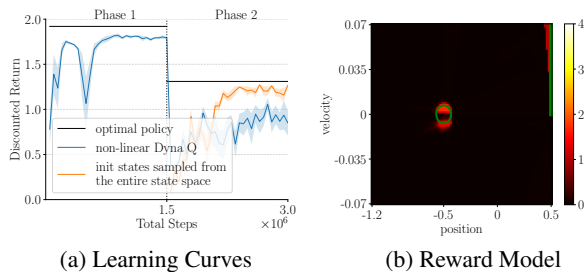 Phase 1
Phase 2
Discounted Return
2.0
1.5
1.0
0.5
0.0
optimal policy
non-linear Dyna Q
init states sampled from
the entire state space
1.5
3.0
Total Steps
×10⁶
(a) Learning Curves
velocity
0.07
0.035
0
-0.035
-0.07
-1.2
-0.5
0
0.5
position
4
3
2
1
0
(b) Reward Model